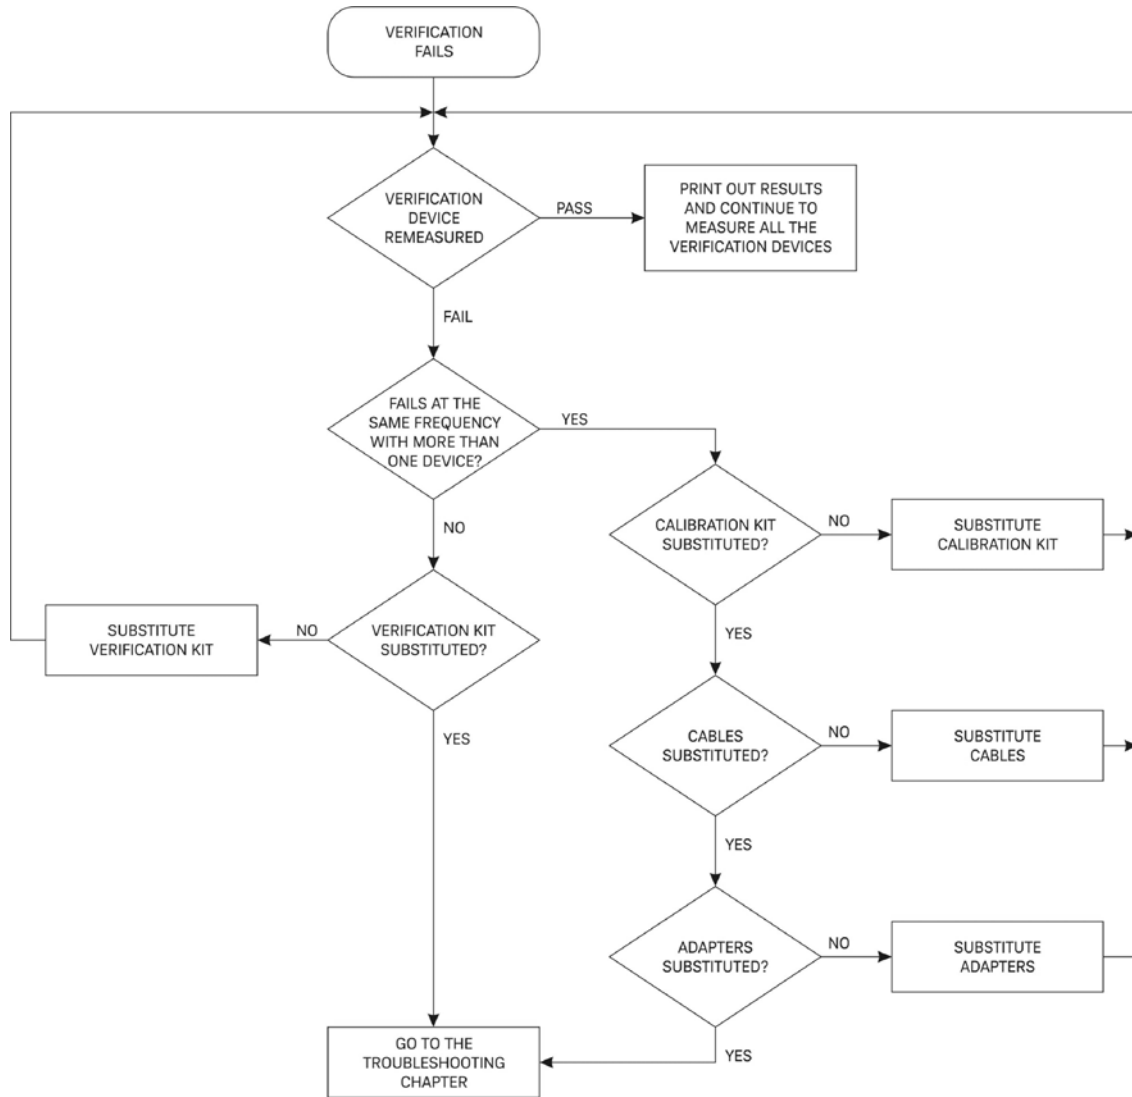 VERIFICATION
FAILS
VERIFICATION
DEVICE
REMEASURED
PASS
PRINT OUT RESULTS
AND CONTINUE TO
MEASURE ALL THE
VERIFICATION DEVICES
FAIL
FAILS AT THE
SAME FREQUENCY
WITH MORE THAN
ONE DEVICE?
YES
NO
CALIBRATION KIT
SUBSTITUTED?
NO
SUBSTITUTE
CALIBRATION KIT
SUBSTITUTE
VERIFICATION KIT
NO
VERIFICATION KIT
SUBSTITUTED?
YES
YES
CABLES
SUBSTITUTED?
NO
SUBSTITUTE
CABLES
YES
ADAPTERS
SUBSTITUTED?
NO
SUBSTITUTE
ADAPTERS
YES
GO TO THE
TROUBLESHOOTING
CHAPTER